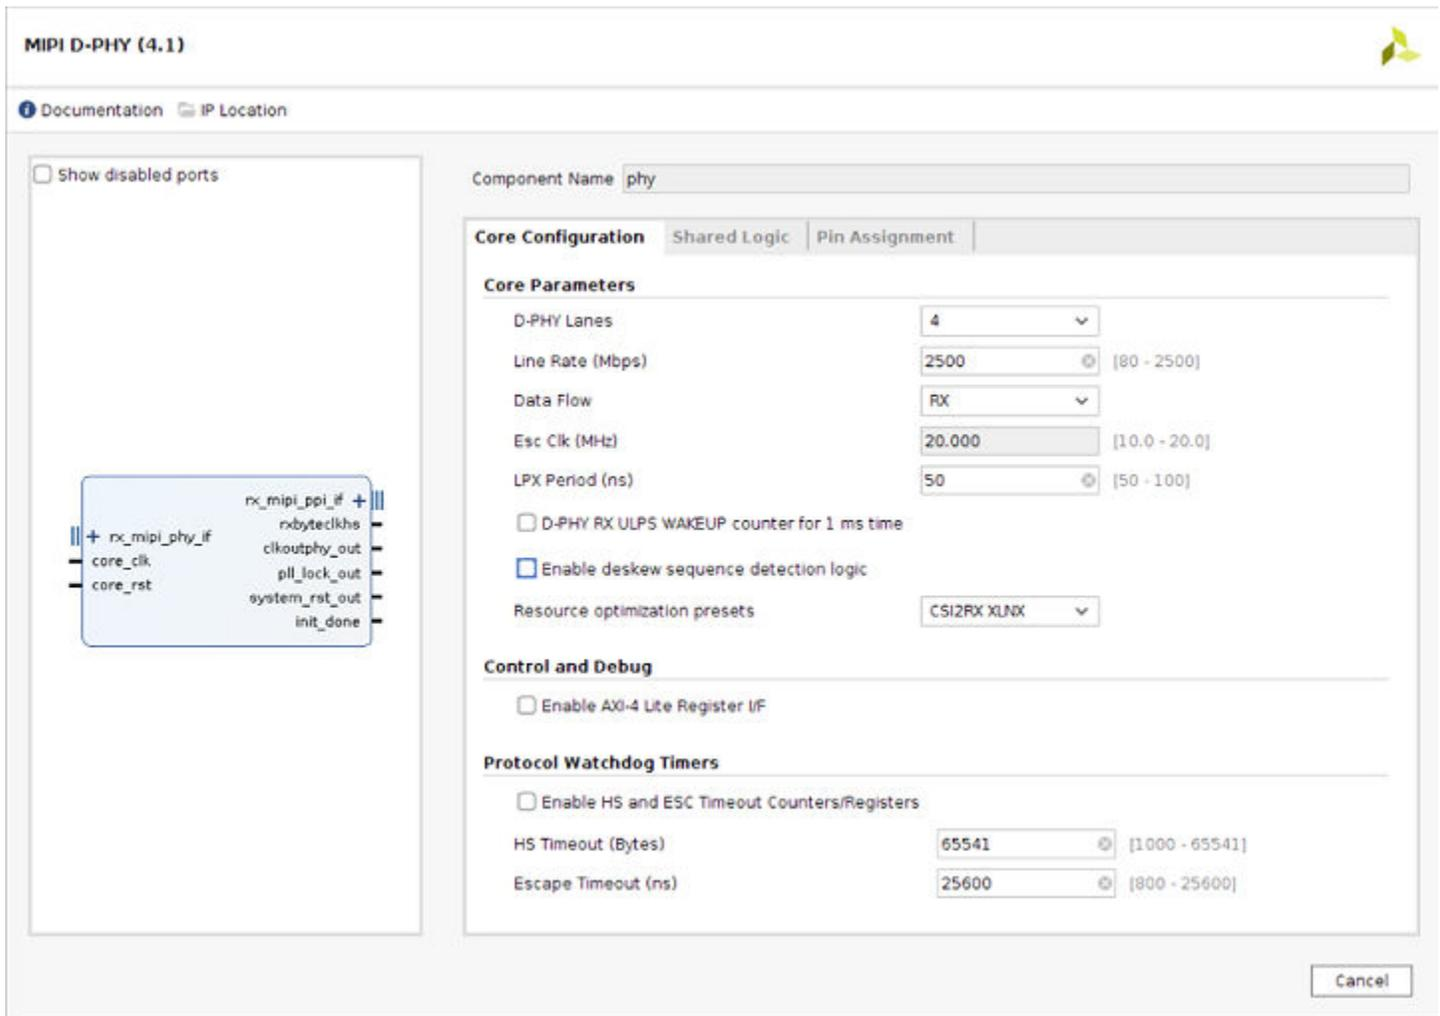 MIPI D-PHY (4.1)
Documentation IP Location
Show disabled ports
rx_mipi_phy_if
core_clk
core_rst
rx_mipi_ppi_if
rxbyteclkhs
clkoutphy_out
pll_lock_out
system_rst_out
init_done
Component Name phy
Core Configuration Shared Logic Pin Assignment
Core Parameters
D-PHY Lanes 4
Line Rate (Mbps) 2500 [80 - 2500]
Data Flow RX
Esc Clk (MHz) 20.000 [10.0 - 20.0]
LPX Period (ns) 50 [50 - 100]
D-PHY RX ULPS WAKEUP counter for 1 ms time
Enable deskew sequence detection logic
Resource optimization presets CSI2RX XLNX
Control and Debug
Enable AXI-4 Lite Register I/F
Protocol Watchdog Timers
Enable HS and ESC Timeout Counters/Registers
HS Timeout (Bytes) 65541 [1000 - 65541]
Escape Timeout (ns) 25600 [800 - 25600]
Cancel